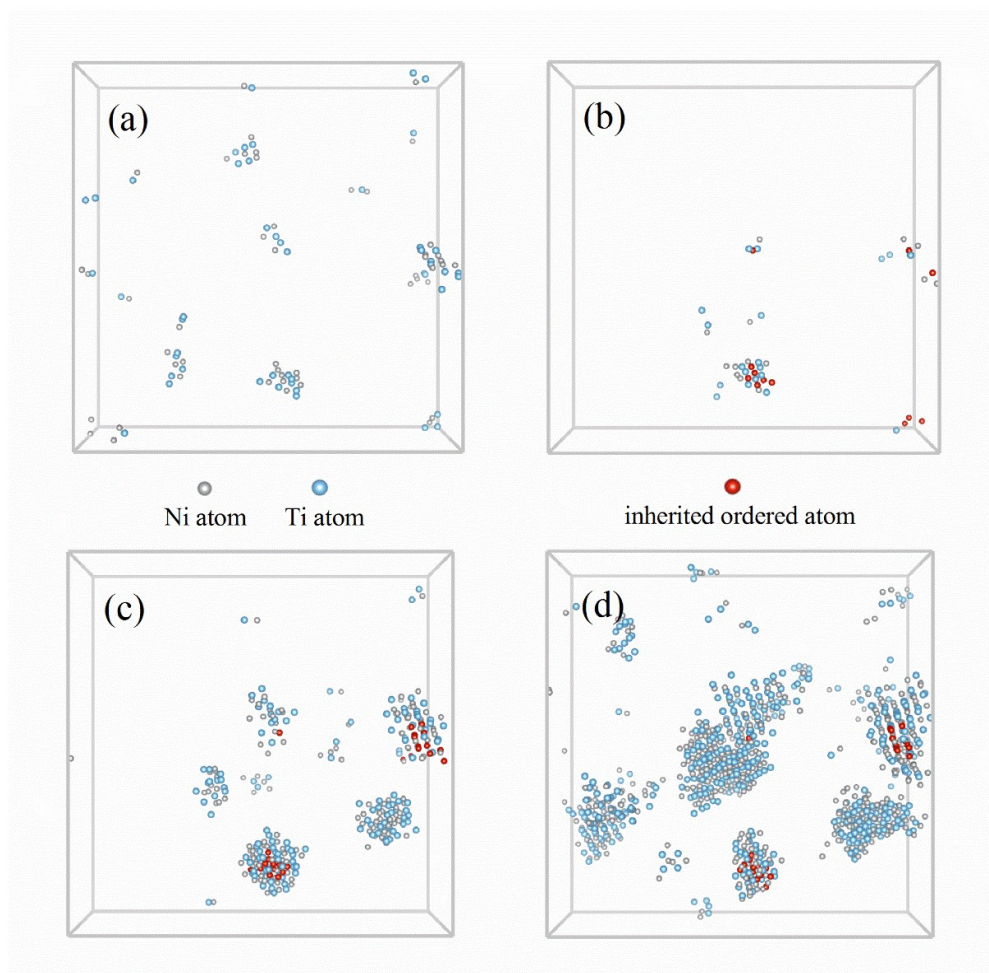 (a)
(b)
Ni atom
Ti atom
inherited ordered atom
(c)
(d)